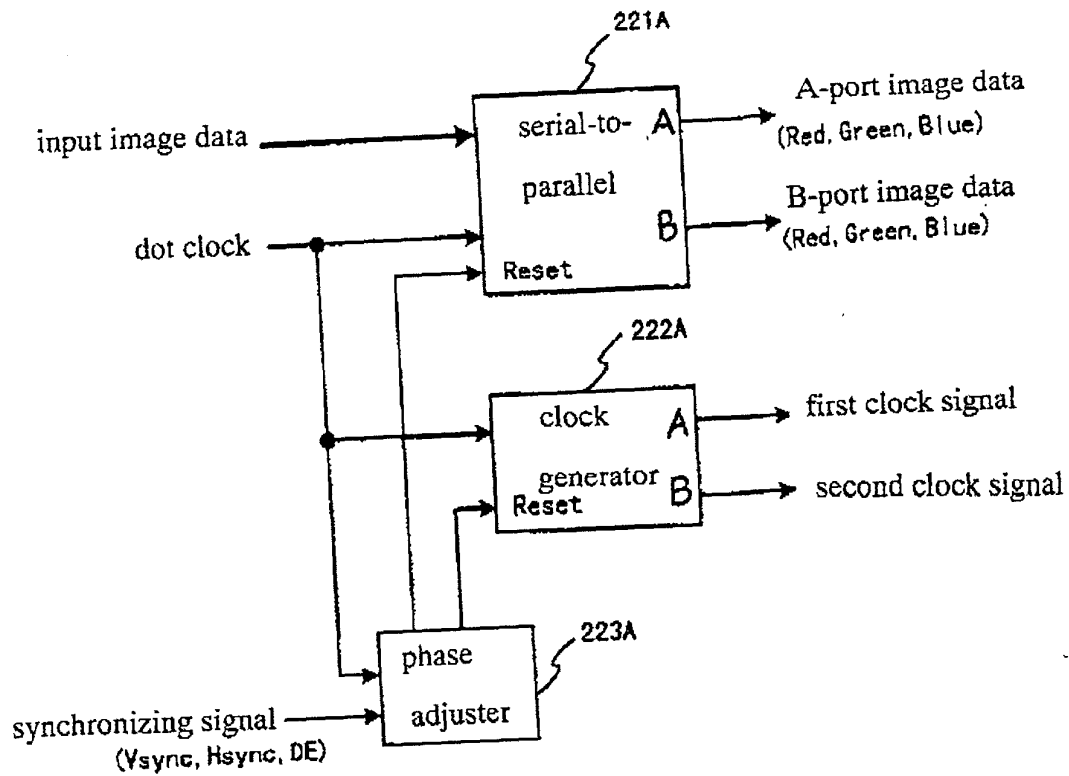 221A
input image data
serial-to-
parallel
A
B
Reset
A-port image data
(Red, Green, Blue)
B-port image data
(Red, Green, Blue)
dot clock
222A
clock
generator
A
B
Reset
first clock signal
second clock signal
223A
phase
adjuster
synchronizing signal
(Vsync, Hsync, DE)